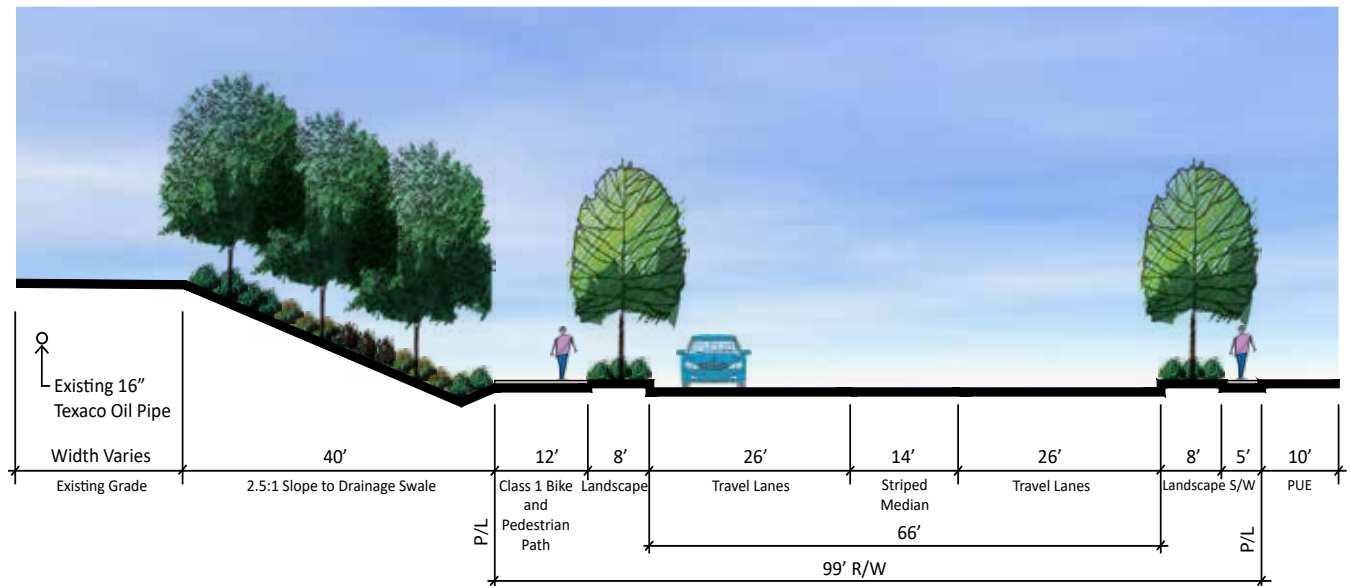 Existing 16”
Texaco Oil Pipe
Width Varies
40’
12’
8’
26’
14’
26’
8’
5’
10’
Existing Grade
2.5:1 Slope to Drainage Swale
Class 1 Bike
and
Pedestrian
Path
Landscape
Travel Lanes
Striped
Median
Travel Lanes
Landscape
S/W
PUE
P/L
P/L
66’
99’ R/W